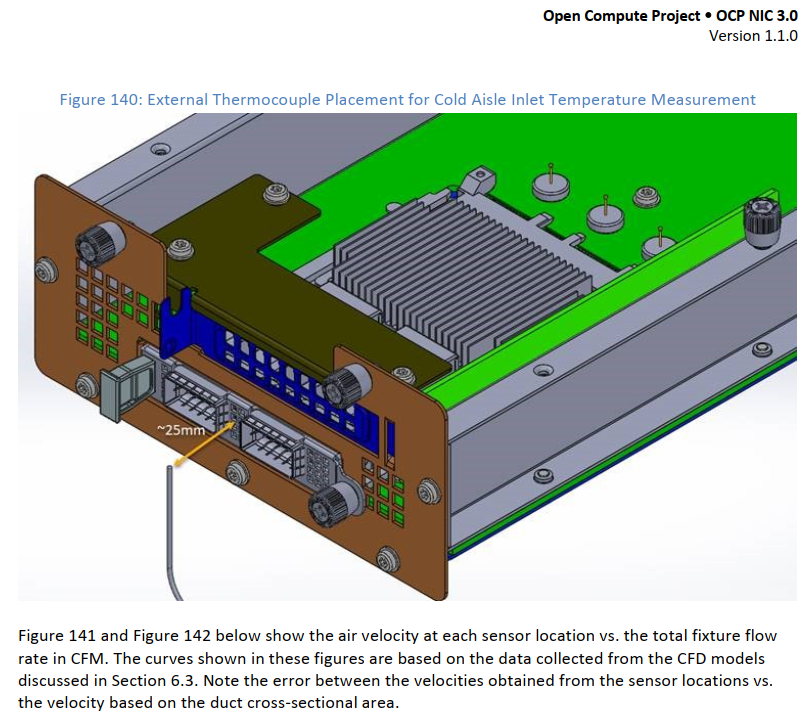 Open Compute Project • OCP NIC 3.0
Version 1.1.0
Figure 140: External Thermocouple Placement for Cold Aisle Inlet Temperature Measurement
~25mm
Figure 141 and Figure 142 below show the air velocity at each sensor location vs. the total fixture flow
rate in CFM. The curves shown in these figures are based on the data collected from the CFD models
discussed in Section 6.3. Note the error between the velocities obtained from the sensor locations vs.
the velocity based on the duct cross-sectional area.